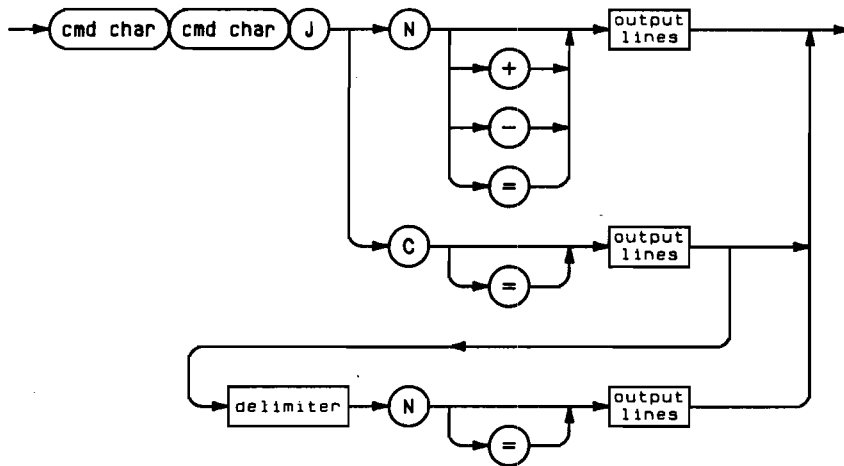 cmd char cmd char J N output
lines
+
-
=
C output
lines
=
delimiter N output
lines
=